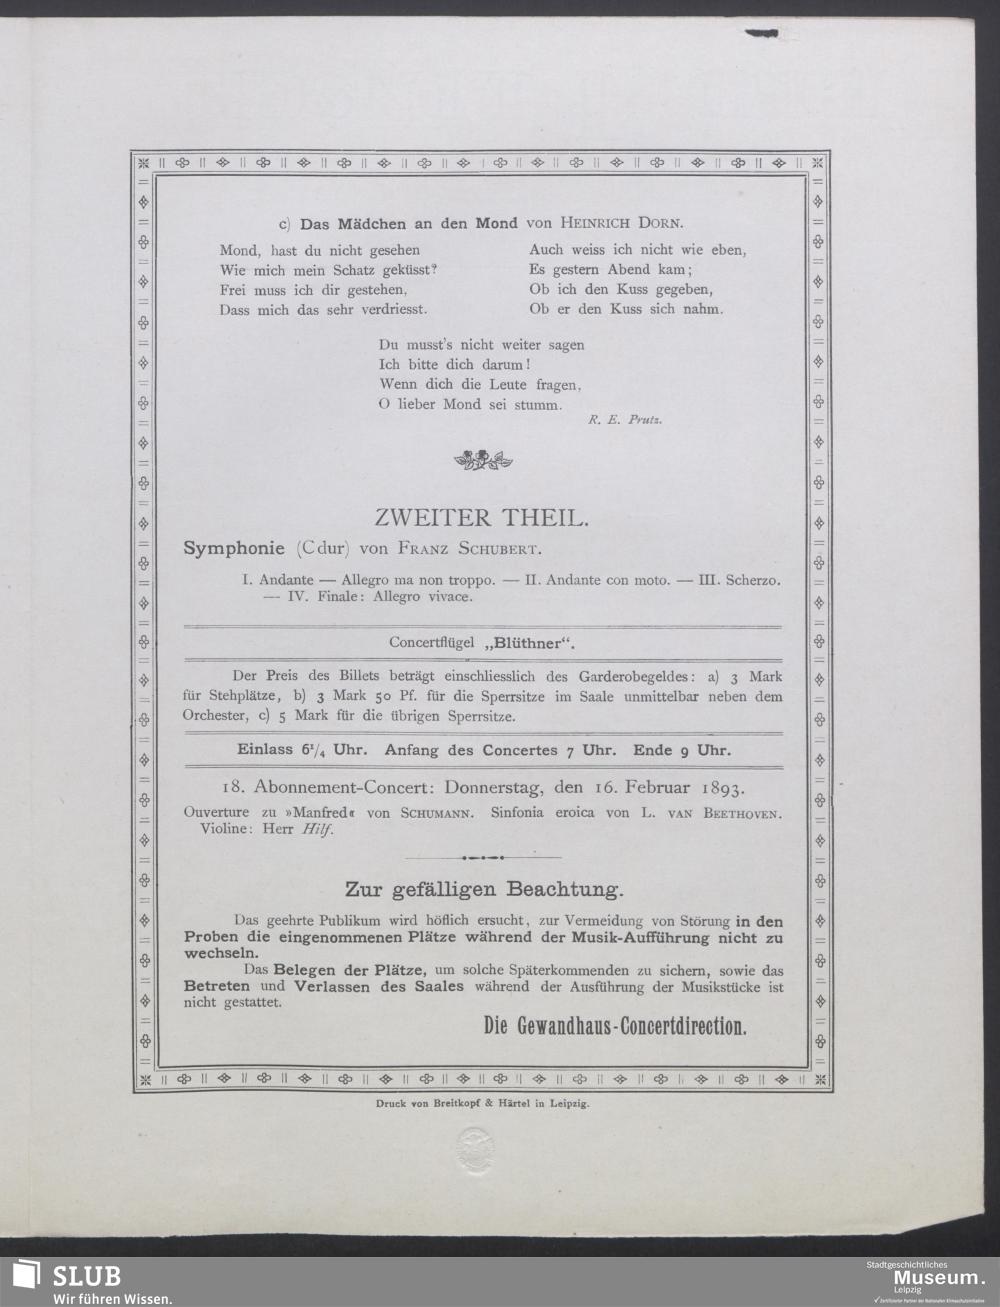 c) Das Mädchen an den Mond von HEINRICH DORN.
Mond, hast du nicht gesehen
Wie mich mein Schatz geküsst?
Frei muss ich dir gestehen,
Dass mich das sehr verdriesst.
Auch weiss ich nicht wie eben,
Es gestern Abend kam;
Ob ich den Kuss gegeben,
Ob er den Kuss sich nahm.
Du musst's nicht weiter sagen
Ich bitte dich darum!
Wenn dich die Leute fragen,
O lieber Mond sei stumm.
R. E. Prutz.
ZWEITER THEIL.
Symphonie (Cdur) von FRANZ SCHUBERT.
I. Andante — Allegro ma non troppo. — II. Andante con moto. — III. Scherzo.
— IV. Finale: Allegro vivace.
Concertflügel „Blüthner“.
Der Preis des Billets beträgt einschliesslich des Garderobegeldes: a) 3 Mark
für Stehplätze, b) 3 Mark 50 Pf. für die Sperrsitze im Saale unmittelbar neben dem
Orchester, c) 5 Mark für die übrigen Sperrsitze.
Einlass 6¹/₄ Uhr. Anfang des Concertes 7 Uhr. Ende 9 Uhr.
18. Abonnement-Concert: Donnerstag, den 16. Februar 1893.
Ouverture zu »Manfred« von SCHUMANN. Sinfonia eroica von L. VAN BEETHOVEN.
Violine: Herr Hilf.
Zur gefälligen Beachtung.
Das geehrte Publikum wird höflich ersucht, zur Vermeidung von Störung in den
Proben die eingenommenen Plätze während der Musik-Aufführung nicht zu
wechseln.
Das Belegen der Plätze, um solche Späterkommenden zu sichern, sowie das
Betreten und Verlassen des Saales während der Ausführung der Musikstücke ist
nicht gestattet.
Die Gewandhaus-Concertdirection.
Druck von Breitkopf & Härtel in Leipzig.
SLUB
Wir führen Wissen.
Stadtgeschichtliches
Museum.
Leipzig
Zertifizierter Partner der Nationalen Klimaschutzinitiative